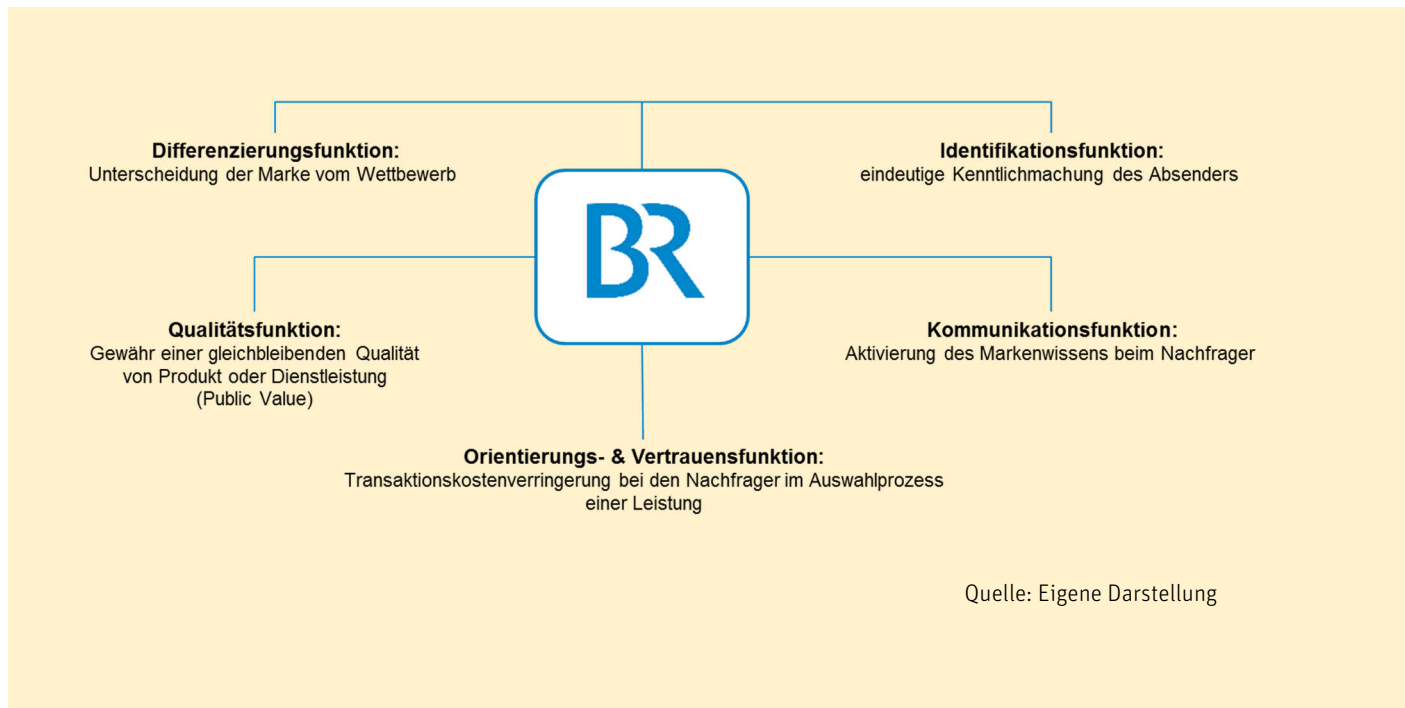 Differenzierungsfunktion:
Unterscheidung der Marke vom Wettbewerb
Identifikationsfunktion:
eindeutige Kenntlichmachung des Absenders
BR
Qualitätsfunktion:
Gewähr einer gleichbleibenden Qualität
von Produkt oder Dienstleistung
(Public Value)
Kommunikationsfunktion:
Aktivierung des Markenwissens beim Nachfrager
Orientierungs- & Vertrauensfunktion:
Transaktionskostenverringerung bei den Nachfrager im Auswahlprozess
einer Leistung
Quelle: Eigene Darstellung